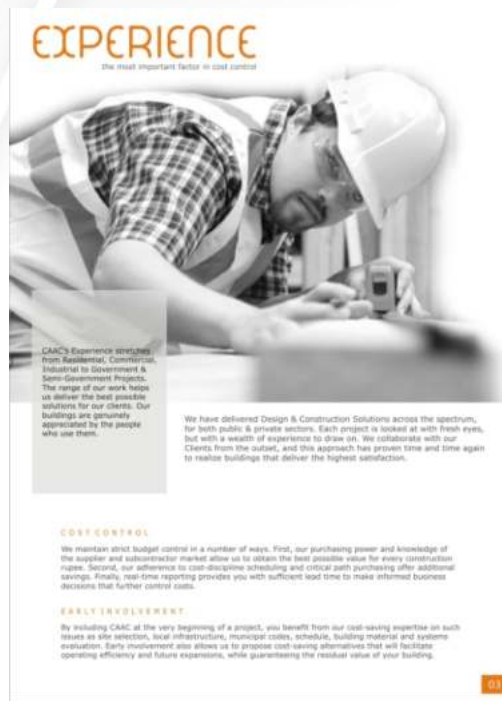 EXPERIENCE
the most important factor in cost control
CAAC's Experience stretches
from Residential, Commercial,
Industrial to Government &
Semi-Government Projects.
The range of our work helps
us deliver the best possible
solutions for our clients. Our
buildings are genuinely
appreciated by the people
who use them.
We have delivered Design & Construction Solutions across the spectrum,
for both public & private sectors. Each project is looked at with fresh eyes,
but with a wealth of experience to draw on. We collaborate with our
Clients from the outset, and this approach has proven time and time again
to realize buildings that deliver the highest satisfaction.
COST CONTROL
We maintain strict budget control in a number of ways. First, our purchasing power and knowledge of
the supplier and subcontractor market allow us to obtain the best possible value for every construction
rupee. Second, our adherence to cost-discipline scheduling and critical path purchasing offer additional
savings. Finally, real-time reporting provides you with sufficient lead time to make informed business
decisions that further control costs.
EARLY INVOLVEMENT
By including CAAC at the very beginning of a project, you benefit from our cost-saving expertise on such
issues as site selection, local infrastructure, municipal codes, schedule, building material and systems
evaluation. Early involvement also allows us to propose cost-saving alternatives that will facilitate
operating efficiency and future expansions, while guaranteeing the residual value of your building.
03